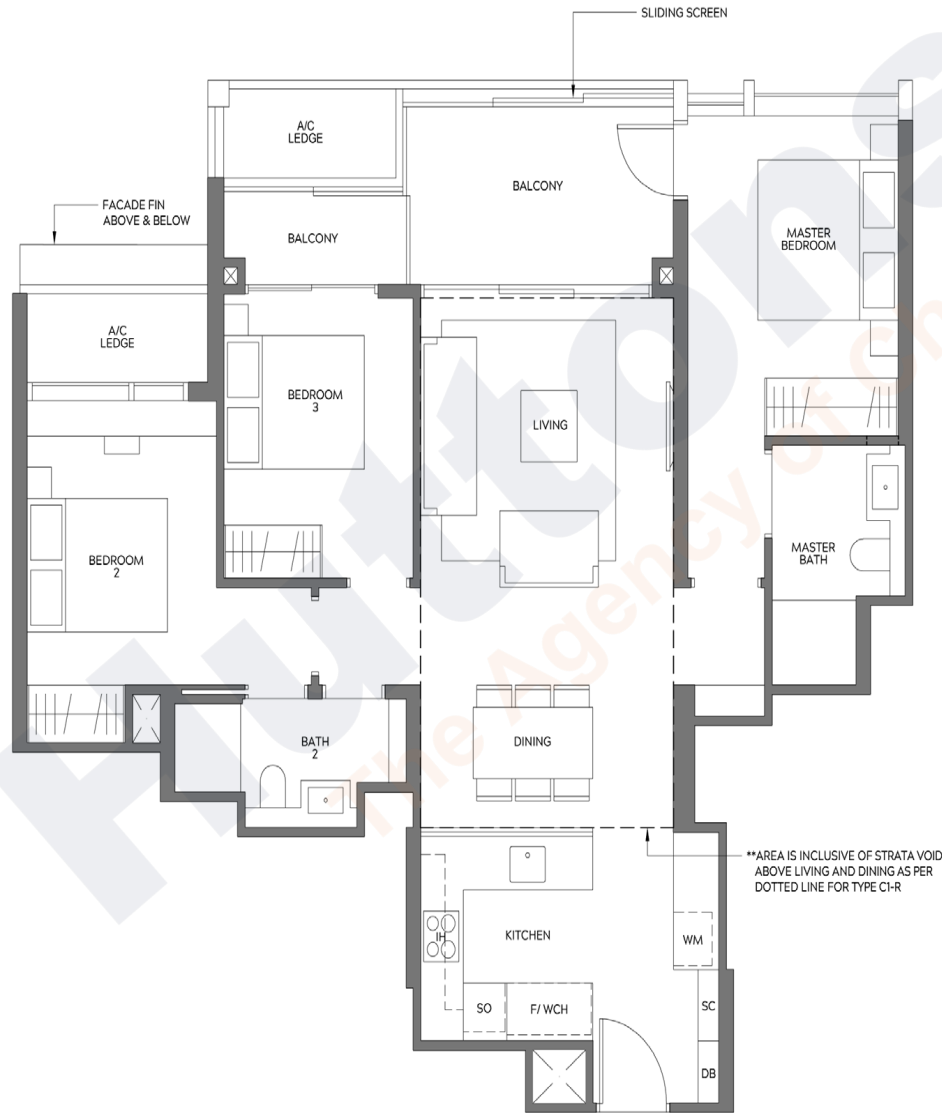 SLIDING SCREEN
A/C
LEDGE
BALCONY
FACADE FIN
ABOVE & BELOW
BALCONY
MASTER
BEDROOM
A/C
LEDGE
BEDROOM
3
LIVING
BEDROOM
2
MASTER
BATH
DINING
BATH
2
**AREA IS INCLUSIVE OF STRATA VOID
ABOVE LIVING AND DINING AS PER
DOTTED LINE FOR TYPE C1-R
KITCHEN
IH
WM
SO
F/ WCH
SC
DB
Huttons
The Agency of Ch